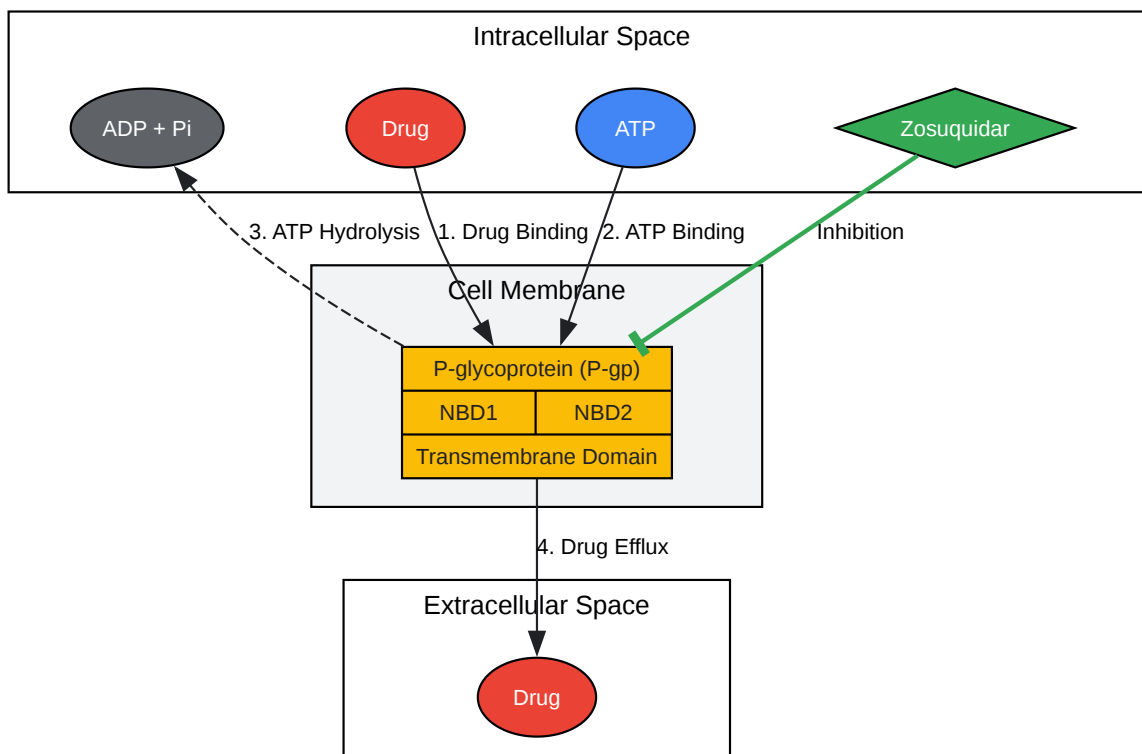 Intracellular Space
ADP + Pi
Drug
ATP
Zosuquidar
3. ATP Hydrolysis
1. Drug Binding
2. ATP Binding
Inhibition
Cell Membrane
P-glycoprotein (P-gp)
NBD1
NBD2
Transmembrane Domain
4. Drug Efflux
Extracellular Space
Drug